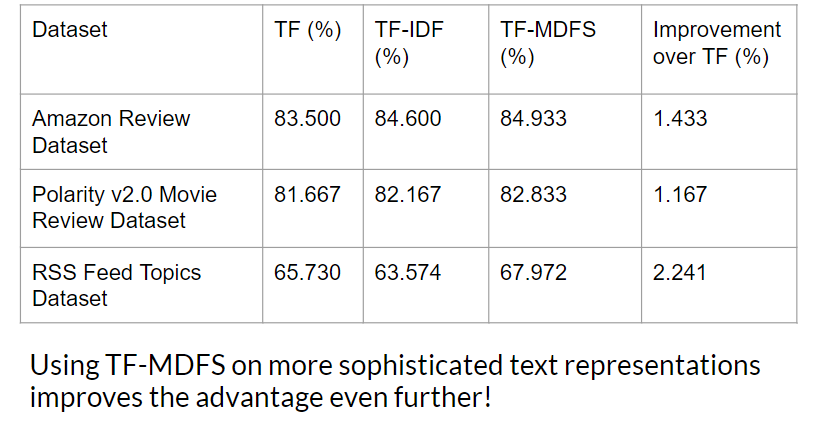 Dataset TF (%) TF-IDF (%) TF-MDFS (%) Improvement over TF (%)
Amazon Review Dataset 83.500 84.600 84.933 1.433
Polarity v2.0 Movie Review Dataset 81.667 82.167 82.833 1.167
RSS Feed Topics Dataset 65.730 63.574 67.972 2.241
Using TF-MDFS on more sophisticated text representations
improves the advantage even further!